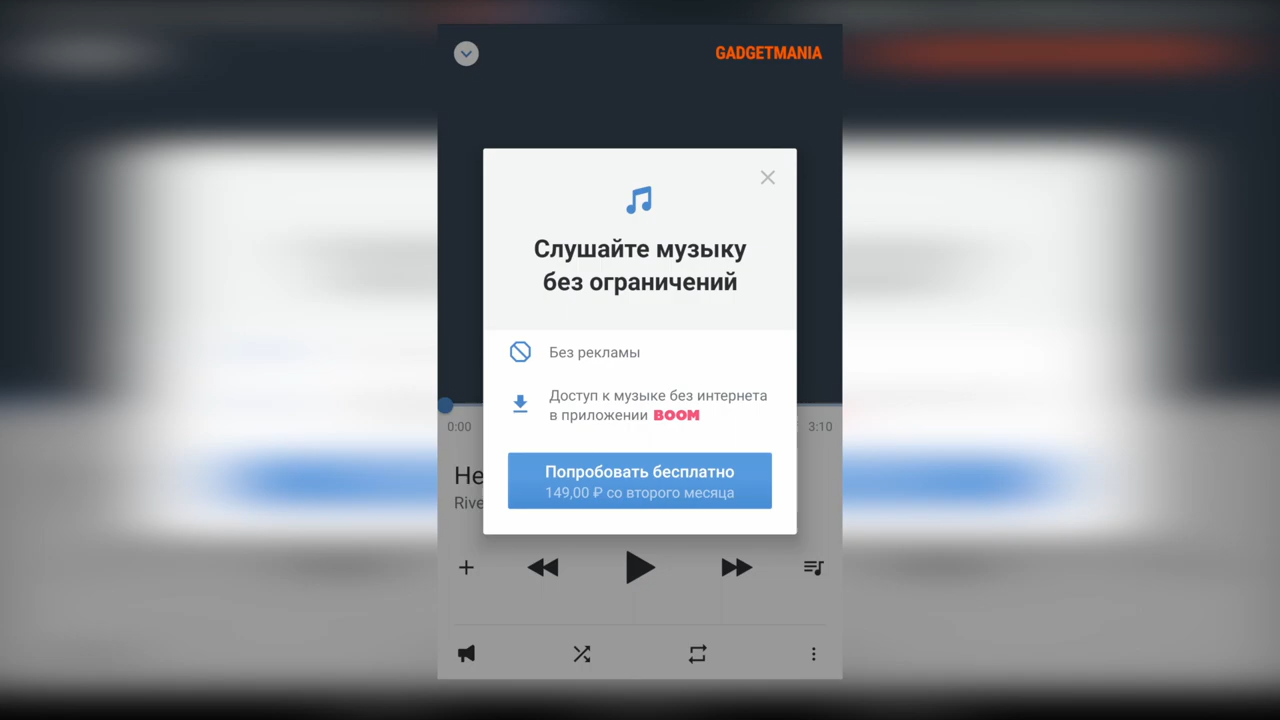 GADGETMANIA
Слушайте музыку
без ограничений
Без рекламы
Доступ к музыке без интернета
в приложении BOOM
0:00
3:10
Попробовать бесплатно
149,00 ₽ со второго месяца